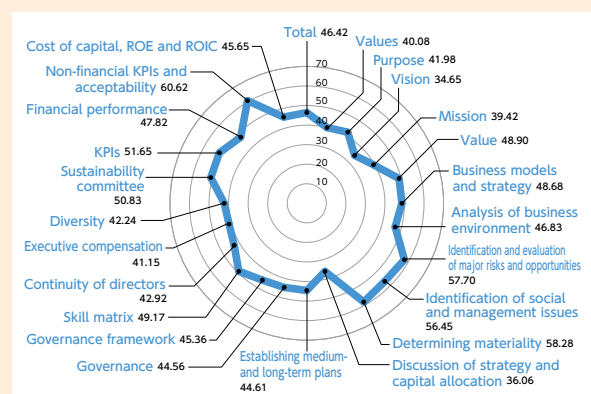 Total 46.42
Values 40.08
Purpose 41.98
Vision 34.65
Mission 39.42
Value 48.90
Business models
and strategy 48.68
Analysis of business
environment 46.83
Identification and evaluation
of major risks and opportunities
57.70
Identification of social
and management issues
56.45
Determining materiality 58.28
Discussion of strategy and
capital allocation 36.06
Establishing medium-
and long-term plans
44.61
Governance 44.56
Governance framework 45.36
Skill matrix 49.17
Continuity of directors
42.92
Executive compensation
41.15
Diversity 42.24
Sustainability
committee
50.83
KPIs 51.65
Financial performance
47.82
Non-financial KPIs and
acceptability 60.62
Cost of capital, ROE and ROIC 45.65
70
60
50
40
30
20
10